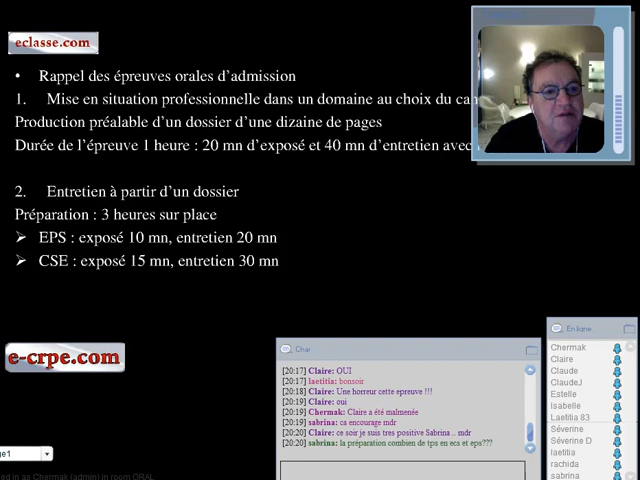 eclasse.com
• Rappel des épreuves orales d’admission
1. Mise en situation professionnelle dans un domaine au choix du can
Production préalable d’un dossier d’une dizaine de pages
Durée de l’épreuve 1 heure : 20 mn d’exposé et 40 mn d’entretien avec
2. Entretien à partir d’un dossier
Préparation : 3 heures sur place
➢ EPS : exposé 10 mn, entretien 20 mn
➢ CSE : exposé 15 mn, entretien 30 mn
e-crpe.com
Chat
[20:17] Claire: OUI
[20:17] laetitia: bonsoir
[20:18] Claire: Une horreur cette epreuve !!!
[20:19] Claire: oui
[20:19] Chermak: Claire a été malmenée
[20:19] sabrina: ca encourage mdr
[20:20] Claire: ce soir je suis tres positive Sabrina .. mdr
[20:20] sabrina: la préparation combien de tps en ecs et eps???
En ligne
Chermak
Claire
Claude
ClaudeJ
Estelle
Isabelle
Laetitia 83
Séverine
Séverine D
laetitia
rachida
sabrina
ge1
ed in as Chermak (admin) in room ORAL